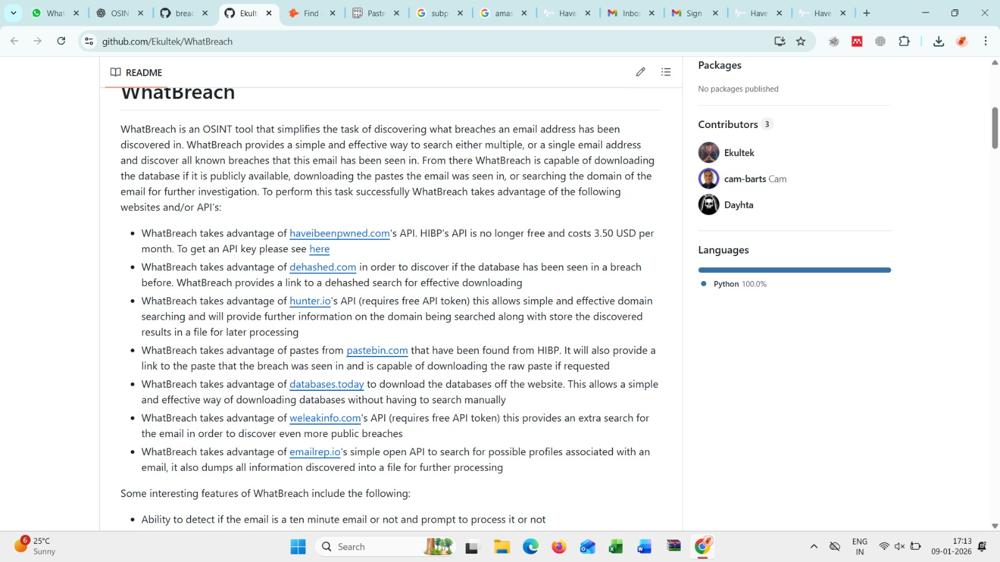 What
OSIN
breac
Ekult
Find
Paste
subp
amas
Have
Inbo
Sign
Have
Have
github.com/Ekultek/WhatBreach
README
WhatBreach
WhatBreach is an OSINT tool that simplifies the task of discovering what breaches an email address has been
discovered in. WhatBreach provides a simple and effective way to search either multiple, or a single email address
and discover all known breaches that this email has been seen in. From there WhatBreach is capable of downloading
the database if it is publicly available, downloading the pastes the email was seen in, or searching the domain of the
email for further investigation. To perform this task successfully WhatBreach takes advantage of the following
websites and/or API's:
• WhatBreach takes advantage of haveibeenpwned.com's API. HIBP's API is no longer free and costs 3.50 USD per
month. To get an API key please see here
• WhatBreach takes advantage of dehashed.com in order to discover if the database has been seen in a breach
before. WhatBreach provides a link to a dehashed search for effective downloading
• WhatBreach takes advantage of hunter.io's API (requires free API token) this allows simple and effective domain
searching and will provide further information on the domain being searched along with store the discovered
results in a file for later processing
• WhatBreach takes advantage of pastes from pastebin.com that have been found from HIBP. It will also provide a
link to the paste that the breach was seen in and is capable of downloading the raw paste if requested
• WhatBreach takes advantage of databases.today to download the databases off the website. This allows a simple
and effective way of downloading databases without having to search manually
• WhatBreach takes advantage of weleakinfo.com's API (requires free API token) this provides an extra search for
the email in order to discover even more public breaches
• WhatBreach takes advantage of emailrep.io's simple open API to search for possible profiles associated with an
email, it also dumps all information discovered into a file for further processing
Some interesting features of WhatBreach include the following:
• Ability to detect if the email is a ten minute email or not and prompt to process it or not
Packages
No packages published
Contributors 3
Ekultek
cam-barts Cam
Dayhta
Languages
Python 100.0%
6
25°C
Sunny
Search
ENG
IN
17:13
09-01-2026